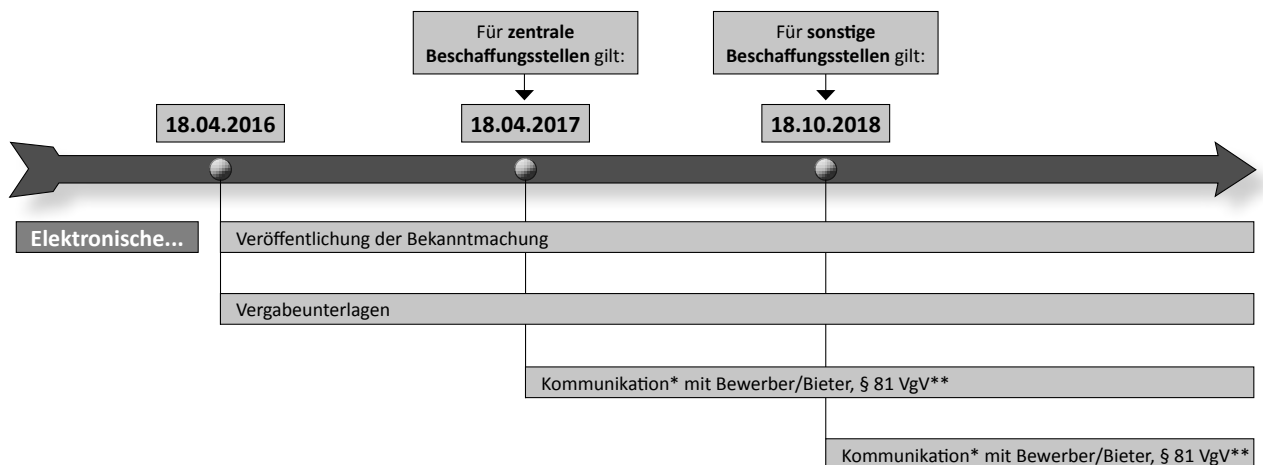 Für zentrale
Beschaffungsstellen gilt:
Für sonstige
Beschaffungsstellen gilt:
18.04.2016
18.04.2017
18.10.2018
Elektronische...
Veröffentlichung der Bekanntmachung
Vergabeunterlagen
Kommunikation* mit Bewerber/Bieter, § 81 VgV**
Kommunikation* mit Bewerber/Bieter, § 81 VgV**